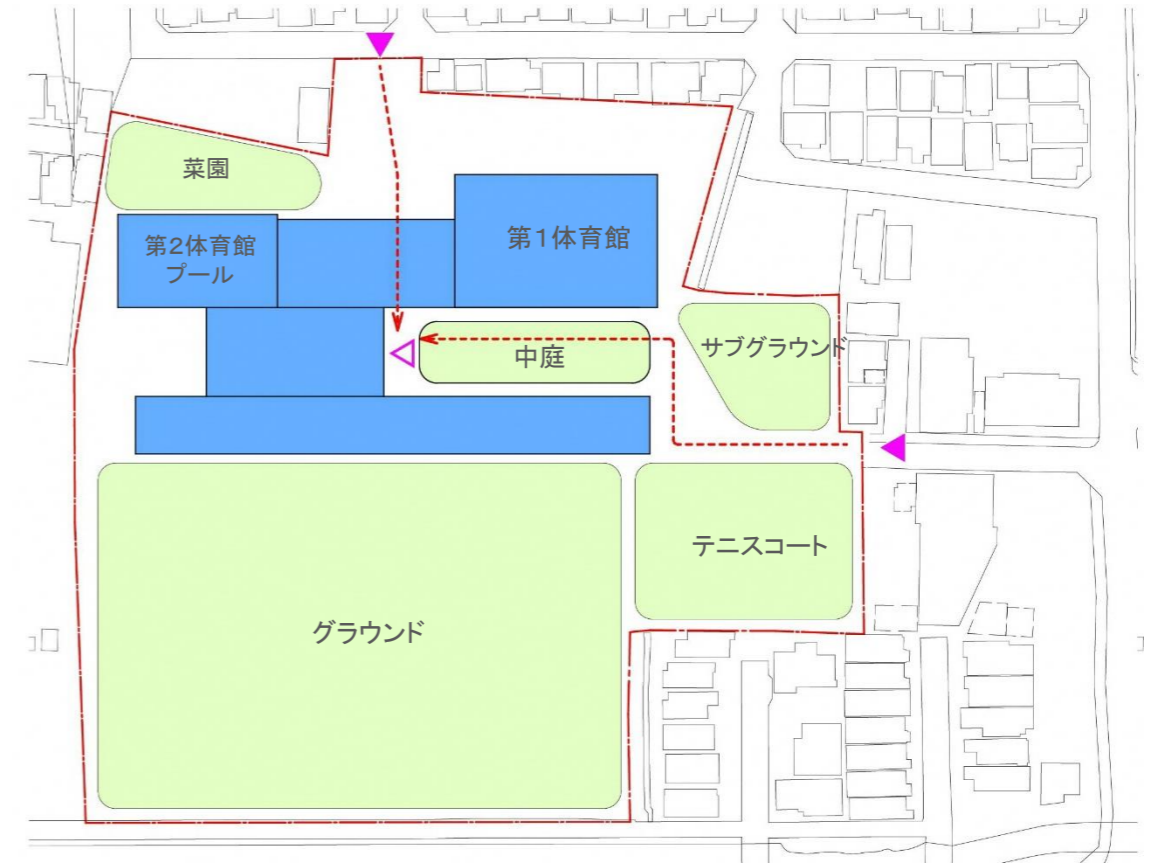 菜園
第2体育館
プール
第1体育館
中庭
サブグラウンド
テニスコート
グラウンド